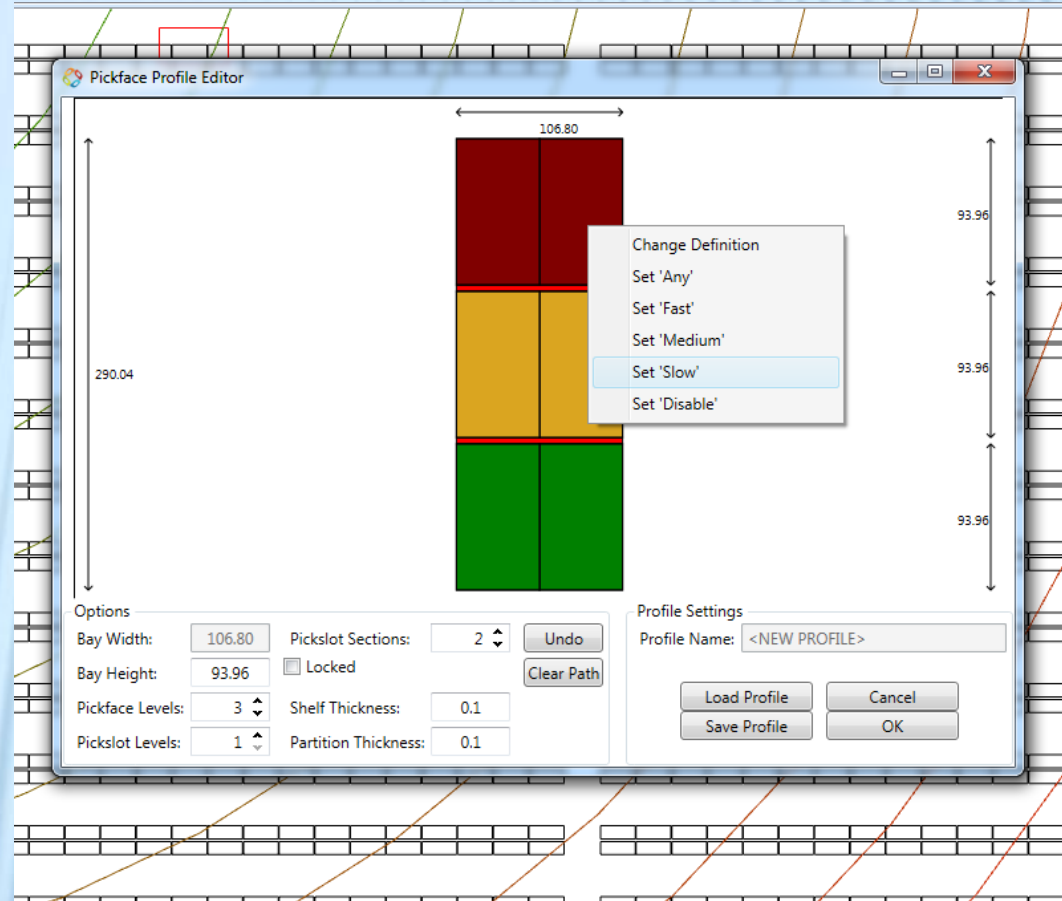 Pickface Profile Editor
106.80
93.96
Change Definition
Set 'Any'
Set 'Fast'
Set 'Medium'
290.04
93.96
Set 'Slow'
Set 'Disable'
93.96
Options
Bay Width: 106.80 Pickslot Sections: 2 Undo
Locked
Bay Height: 93.96 Clear Path
Pickface Levels: 3 Shelf Thickness: 0.1
Pickslot Levels: 1 Partition Thickness: 0.1
Profile Settings
Profile Name: <NEW PROFILE>
Load Profile Cancel
Save Profile OK